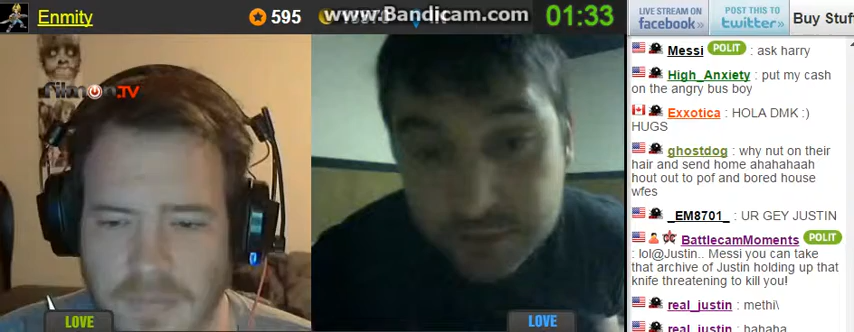 Enmity
595
www.Bandicam.com
01:33
LIVE STREAM on
facebook»
POST THIS TO
twitter»
Buy Stuf
filmon.TV
LOVE
LOVE
Messi POLIT : ask harry
High_Anxiety : put my cash
on the angry bus boy
Exxotica : HOLA DMK :)
HUGS
ghostdog : why nut on their
hair and send home ahahahaah
hout out to pof and bored house
wfes
_EM8701_ : UR GEY JUSTIN
BattlecamMoments POLIT
: lol@Justin.. Messi you can take
that archive of Justin holding up that
knife threatening to kill you!
real_justin : methi\
real_justin : hahaha